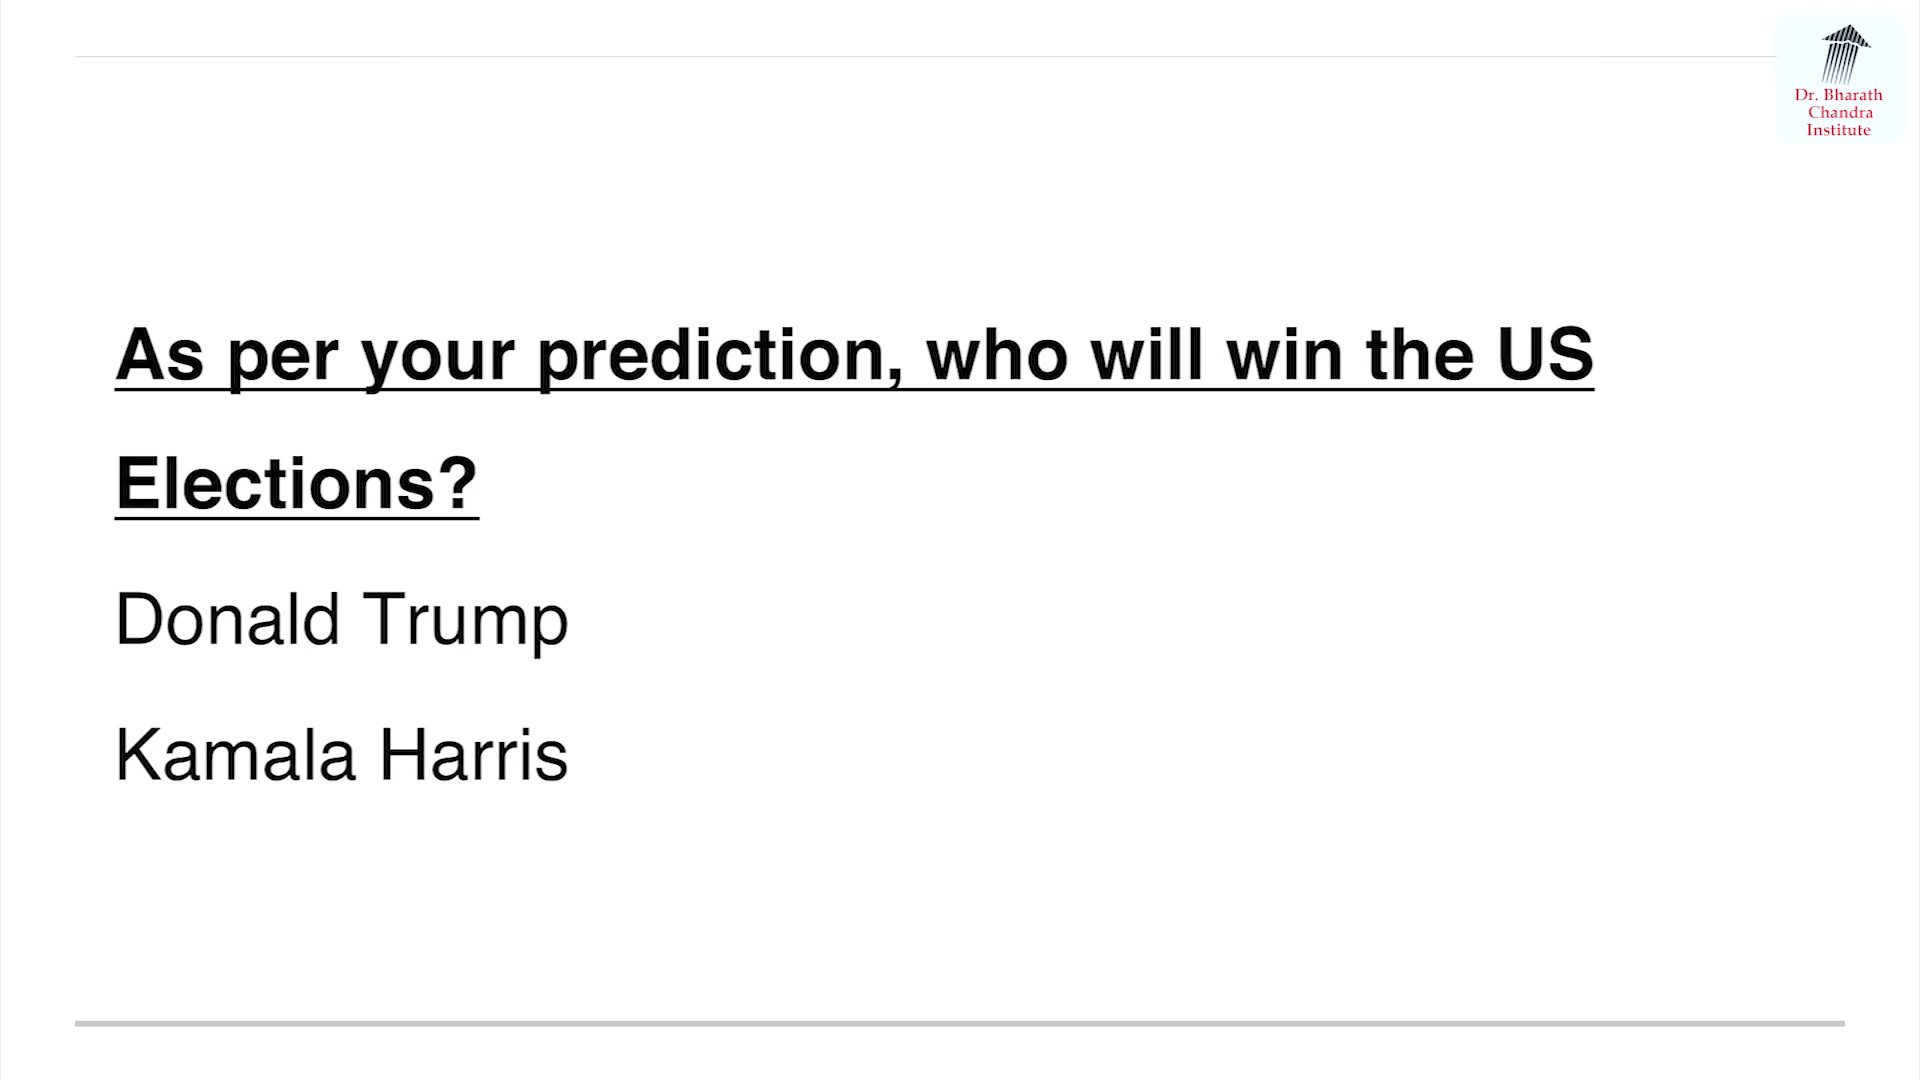 Dr. Bharath
Chandra
Institute
As per your prediction, who will win the US
Elections?
Donald Trump
Kamala Harris